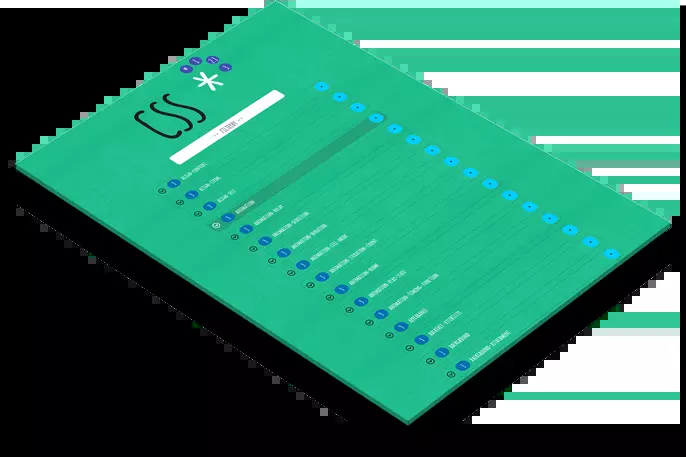 CSS*
ALIGN-CONTENT
ALIGN-ITEMS
ALIGN-SELF
ANIMATION
ANIMATION-DELAY
ANIMATION-DIRECTION
ANIMATION-DURATION
ANIMATION-FILL-MODE
ANIMATION-ITERATION-COUNT
ANIMATION-NAME
ANIMATION-PLAY-STATE
ANIMATION-TIMING-FUNCTION
APPEARANCE
BACKFACE-VISIBILITY
BACKGROUND
BACKGROUND-ATTACHMENT